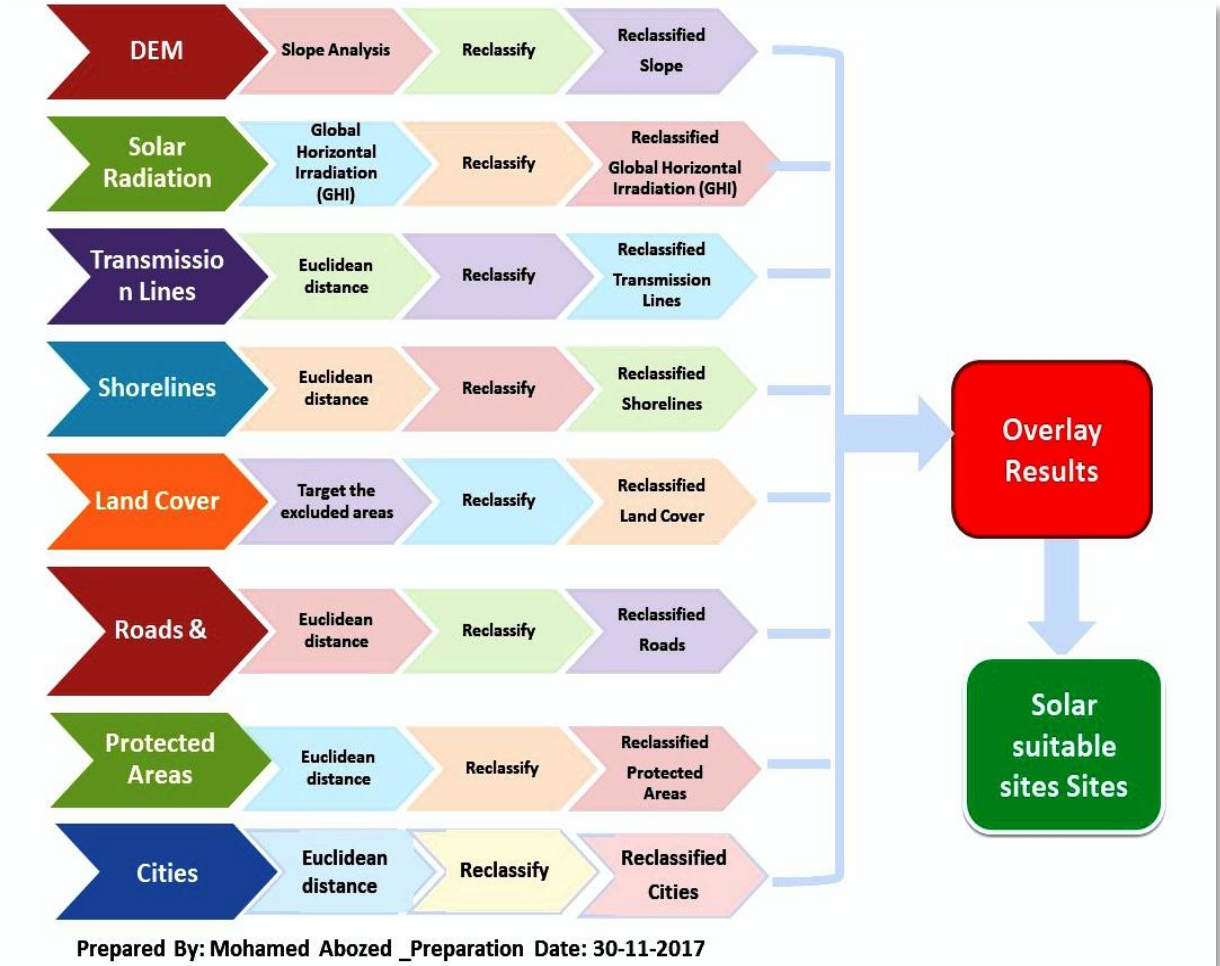 DEM
Slope Analysis
Reclassify
Reclassified
Slope
Solar
Radiation
Global
Horizontal
Irradiation
(GHI)
Reclassify
Reclassified
Global Horizontal
Irradiation (GHI)
Transmissio
n Lines
Euclidean
distance
Reclassify
Reclassified
Transmission
Lines
Shorelines
Euclidean
distance
Reclassify
Reclassified
Shorelines
Land Cover
Target the
excluded areas
Reclassify
Reclassified
Land Cover
Roads &
Euclidean
distance
Reclassify
Reclassified
Roads
Protected
Areas
Euclidean
distance
Reclassify
Reclassified
Protected
Areas
Cities
Euclidean
distance
Reclassify
Reclassified
Cities
Overlay
Results
Solar
suitable
sites Sites
Prepared By: Mohamed Abozed _Preparation Date: 30-11-2017